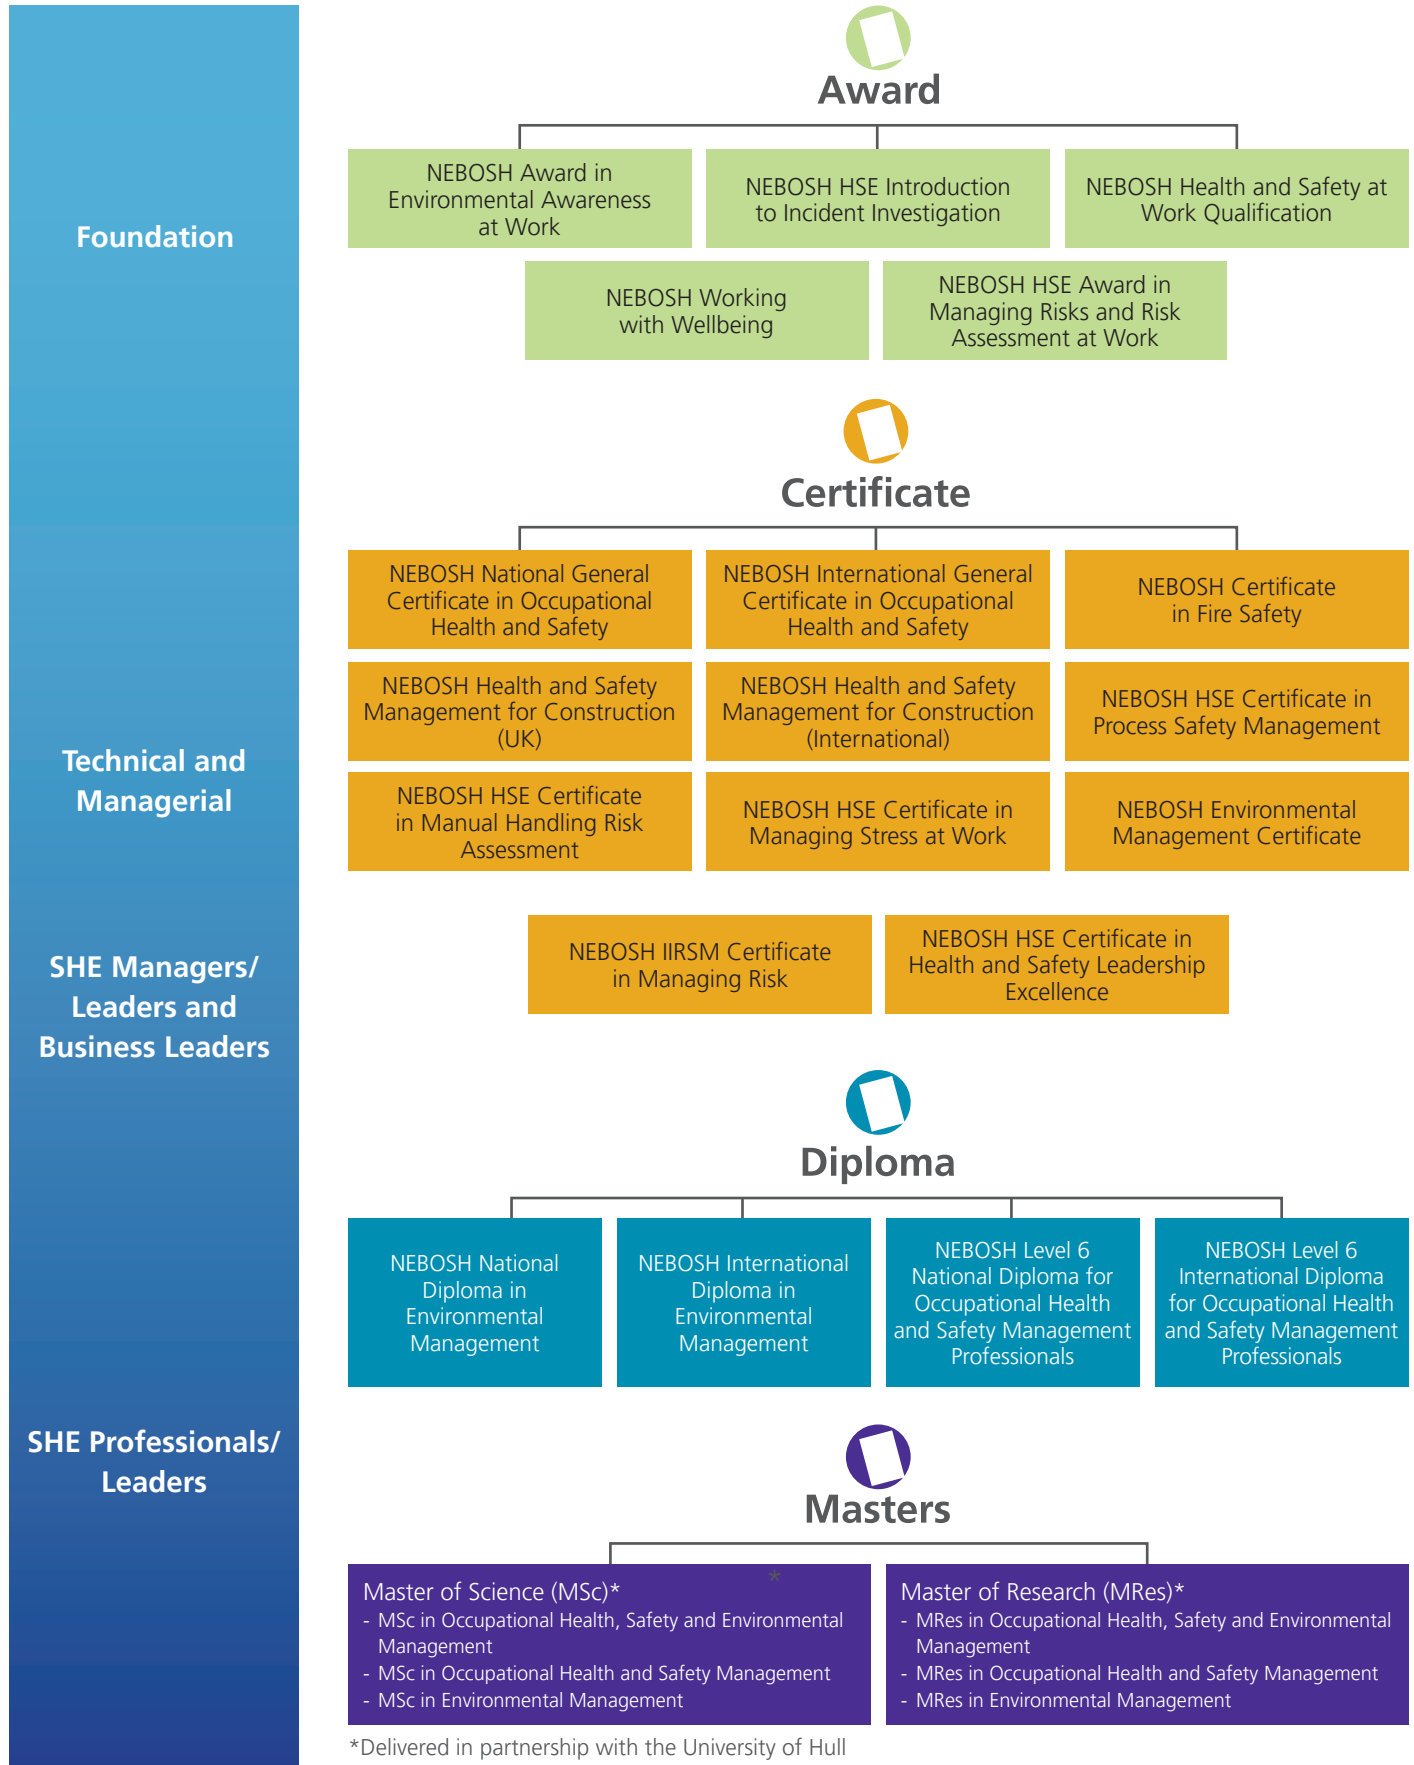 Award
Foundation
NEBOSH Award in
Environmental Awareness
at Work
NEBOSH HSE Introduction
to Incident Investigation
NEBOSH Health and Safety at
Work Qualification
NEBOSH Working
with Wellbeing
NEBOSH HSE Award in
Managing Risks and Risk
Assessment at Work
Certificate
Technical and
Managerial
NEBOSH National General
Certificate in Occupational
Health and Safety
NEBOSH International General
Certificate in Occupational
Health and Safety
NEBOSH Certificate
in Fire Safety
NEBOSH Health and Safety
Management for Construction
(UK)
NEBOSH Health and Safety
Management for Construction
(International)
NEBOSH HSE Certificate in
Process Safety Management
NEBOSH HSE Certificate
in Manual Handling Risk
Assessment
NEBOSH HSE Certificate in
Managing Stress at Work
NEBOSH Environmental
Management Certificate
SHE Managers/
Leaders and
Business Leaders
NEBOSH IIRSM Certificate
in Managing Risk
NEBOSH HSE Certificate in
Health and Safety Leadership
Excellence
Diploma
NEBOSH National
Diploma in
Environmental
Management
NEBOSH International
Diploma in
Environmental
Management
NEBOSH Level 6
National Diploma for
Occupational Health
and Safety Management
Professionals
NEBOSH Level 6
International Diploma
for Occupational Health
and Safety Management
Professionals
SHE Professionals/
Leaders
Masters
Master of Science (MSc)*
*
- MSc in Occupational Health, Safety and Environmental
Management
- MSc in Occupational Health and Safety Management
- MSc in Environmental Management
Master of Research (MRes)*
- MRes in Occupational Health, Safety and Environmental
Management
- MRes in Occupational Health and Safety Management
- MRes in Environmental Management
*Delivered in partnership with the University of Hull